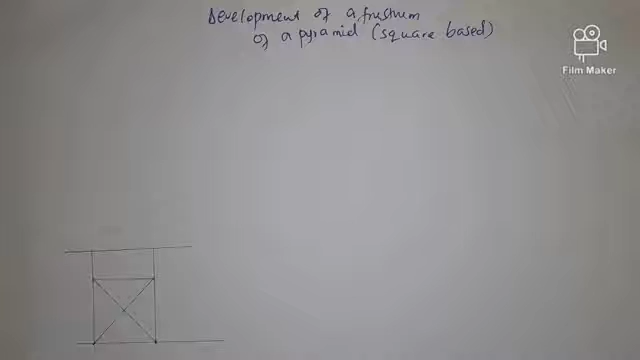 Development of a frustum
of a pyramid (square based)
Film Maker